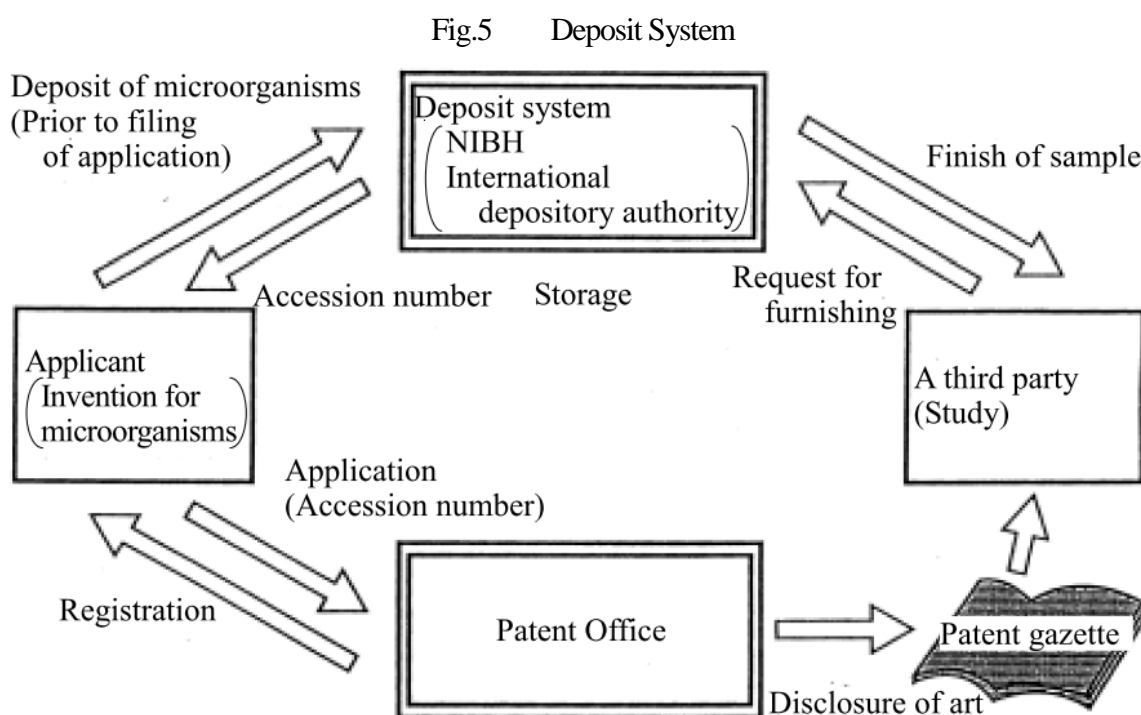 Fig.5 Deposit System
Deposit of microorganisms
(Prior to filing
of application)
Deposit system
(NIBH
International
depository authority)
Finish of sample
Accession number
Storage
Request for
furnishing
Applicant
(Invention for
microorganisms)
A third party
(Study)
Application
(Accession number)
Registration
Patent Office
Patent gazette
Disclosure of art